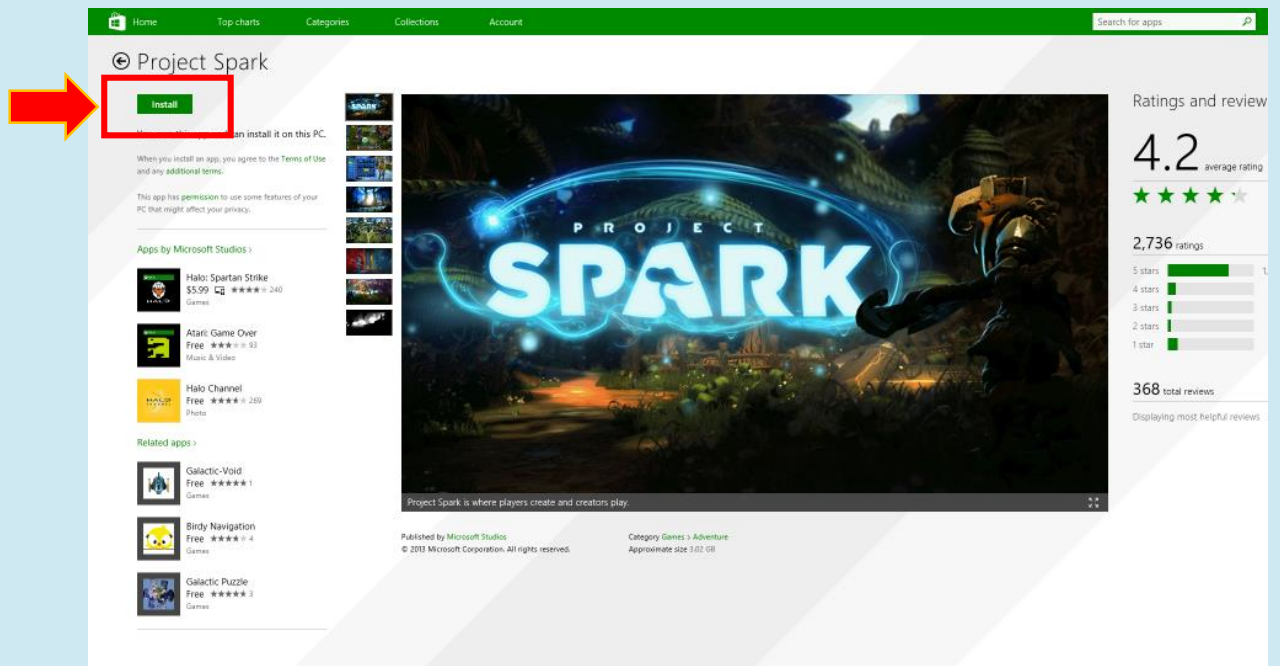 Home Top charts Categories Collections Account Search for apps
Project Spark
Install
an install it on this PC.
When you install an app, you agree to the Terms of Use
and any additional terms.
This app has permission to use some features of your
PC that might affect your privacy.
Apps by Microsoft Studios ›
Halo: Spartan Strike
$5.99 240
Games
Atari: Game Over
Free 93
Music & Video
Halo Channel
Free 269
Photo
Related apps ›
Galactic-Void
Free 1
Games
Birdy Navigation
Free 4
Games
Galactic Puzzle
Free 3
Games
PROJECT
SPARK
Project Spark is where players create and creators play.
Published by Microsoft Studios
© 2013 Microsoft Corporation. All rights reserved.
Category Games > Adventure
Approximate size 3.02 GB
Ratings and review
4.2 average rating
2,736 ratings
5 stars 1,
4 stars
3 stars
2 stars
1 star
368 total reviews
Displaying most helpful reviews